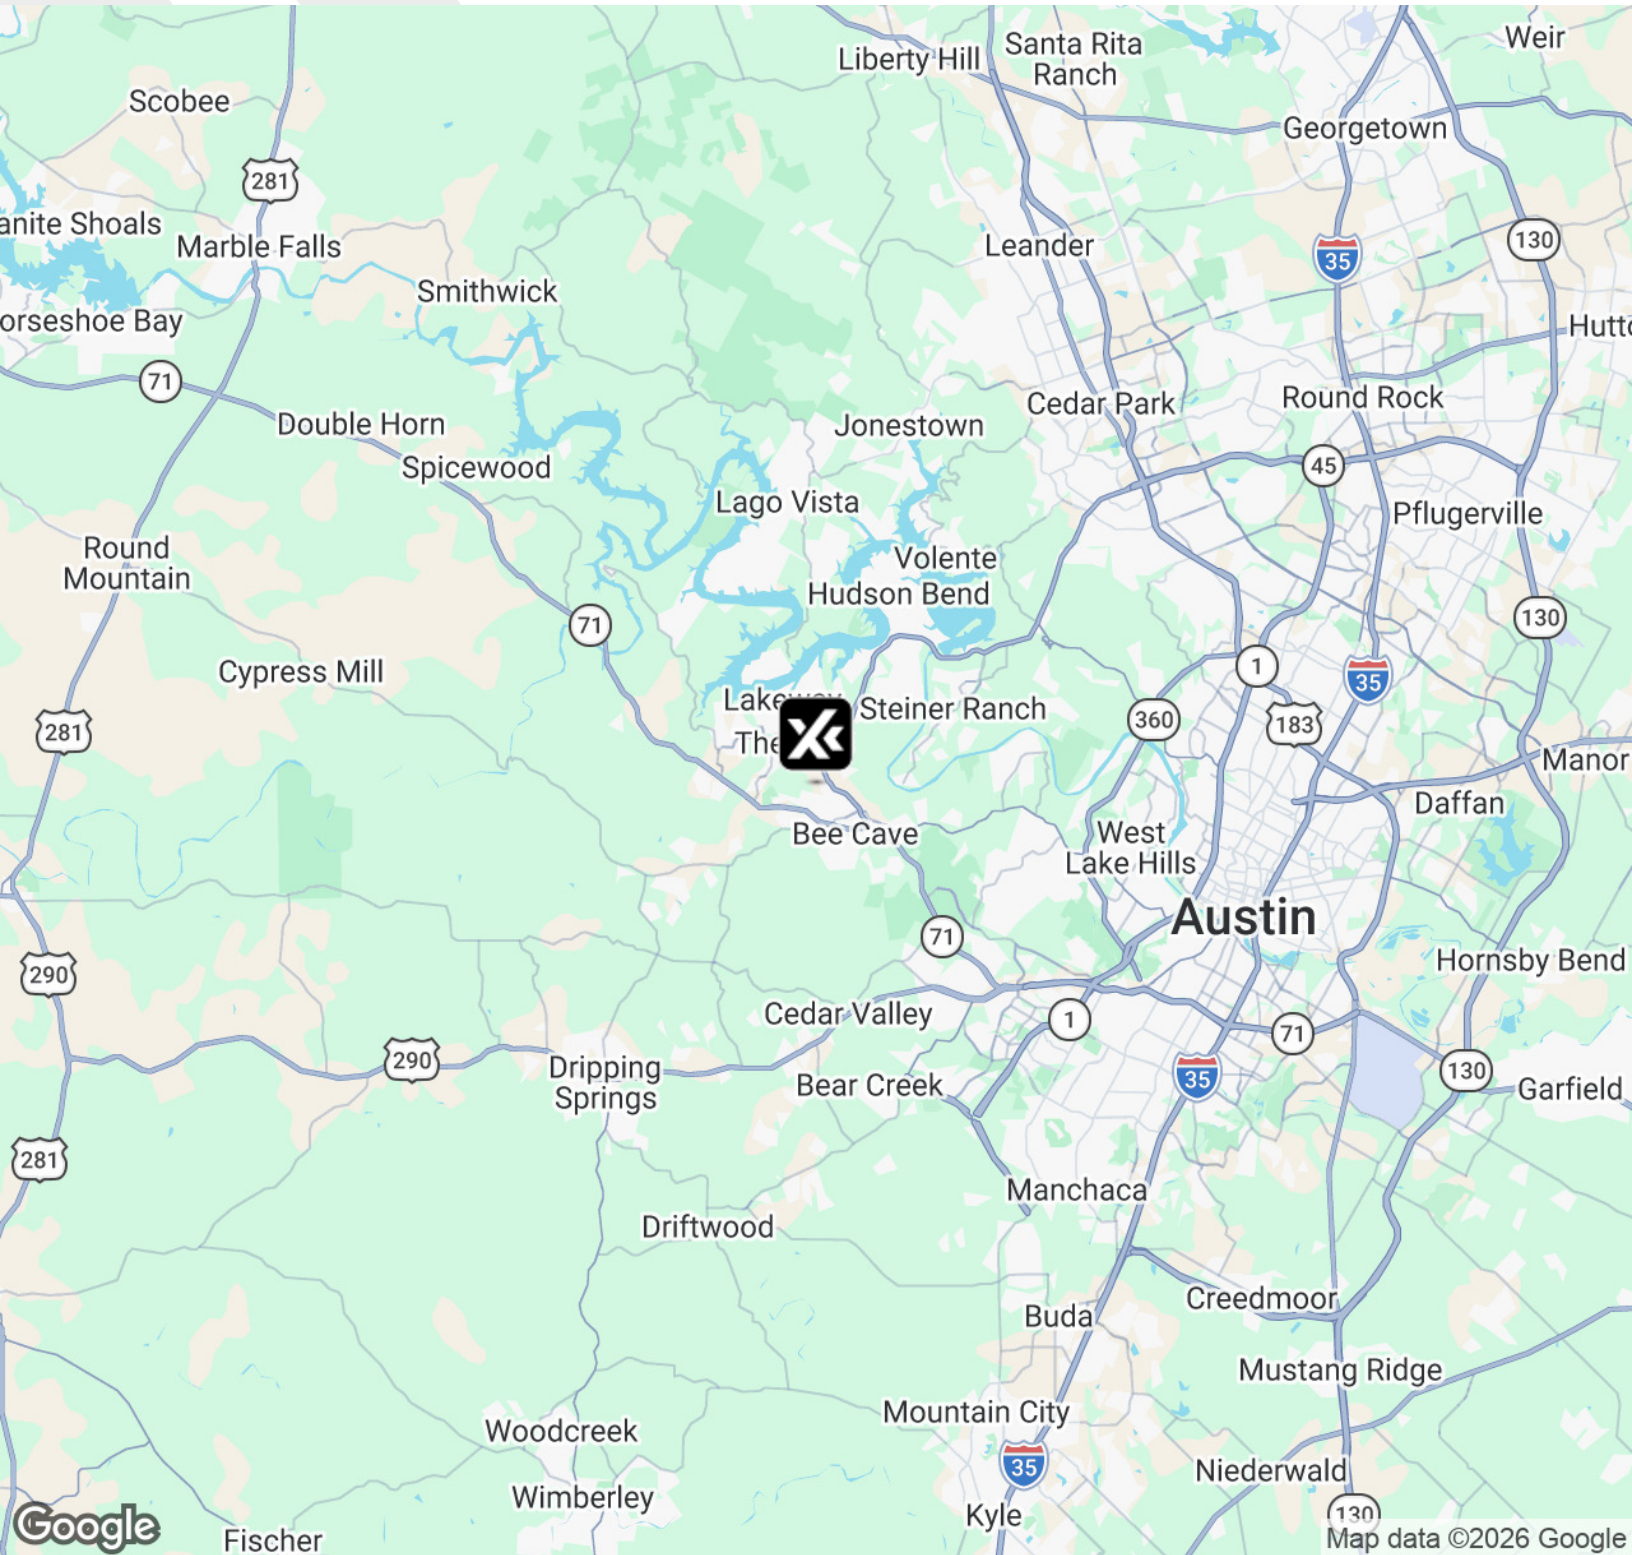 Weir
Santa Rita
Ranch
Liberty Hill
Scobee
Georgetown
281
anite Shoals
Marble Falls
Leander
130
35
Smithwick
orseshoe Bay
Hutto
71
Cedar Park
Round Rock
Double Horn
Jonestown
Spicewood
45
Lago Vista
Pflugerville
Round
Mountain
Volente
Hudson Bend
71
130
Cypress Mill
1
35
Lakeway
Steiner Ranch
360
183
281
The
Manor
Daffan
Bee Cave
West
Lake Hills
Austin
71
Hornsby Bend
290
Cedar Valley
1
71
290
Dripping
Springs
Bear Creek
35
130
Garfield
281
Manchaca
Driftwood
Creedmoor
Buda
Mustang Ridge
Mountain City
Woodcreek
35
Niederwald
Wimberley
Kyle
130
Google
Fischer
Map data ©2026 Google